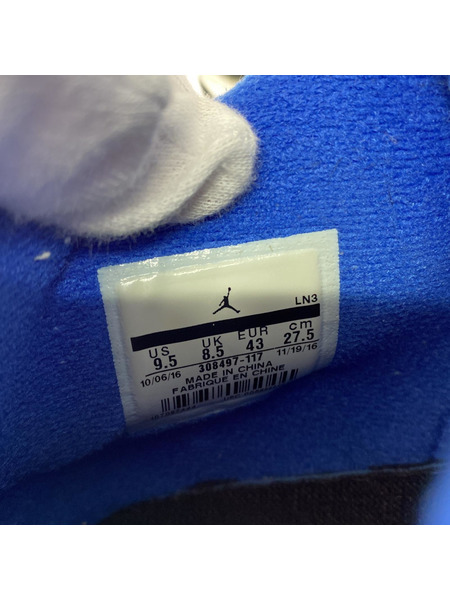 LN3
US UK EUR cm
9.5 8.5 43 27.5
10/06/16 308497-117 11/19/16
MADE IN CHINA
FABRIQUE EN CHINE